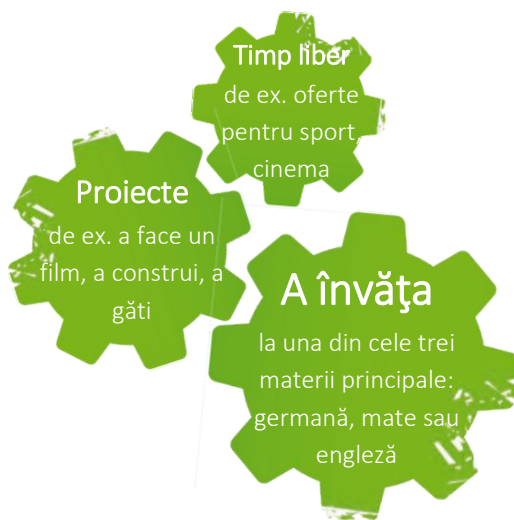 Timp liber
de ex. oferte
pentru sport,
cinema
Proiecte
de ex. a face un
film, a construi, a
găti
A învăţa
la una din cele trei
materii principale:
germană, mate sau
engleză